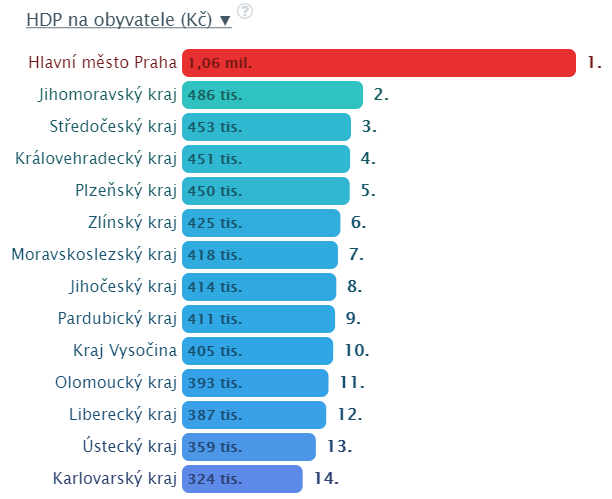 HDP na obyvatele (Kč) ▼ ?
Hlavní město Praha 1,06 mil. 1.
Jihomoravský kraj 486 tis. 2.
Středočeský kraj 453 tis. 3.
Královehradecký kraj 451 tis. 4.
Plzeňský kraj 450 tis. 5.
Zlínský kraj 425 tis. 6.
Moravskoslezský kraj 418 tis. 7.
Jihočeský kraj 414 tis. 8.
Pardubický kraj 411 tis. 9.
Kraj Vysočina 405 tis. 10.
Olomoucký kraj 393 tis. 11.
Liberecký kraj 387 tis. 12.
Ústecký kraj 359 tis. 13.
Karlovarský kraj 324 tis. 14.